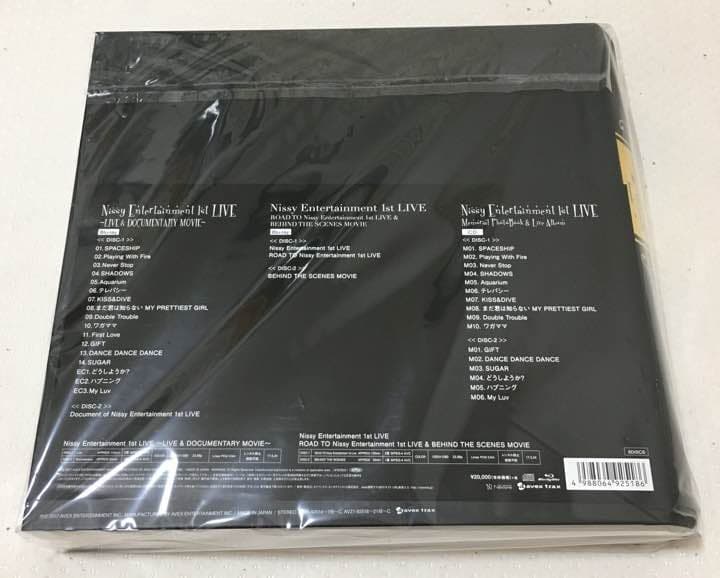 Nissy Entertainment 1st LIVE
~LIVE & DOCUMENTARY MOVIE~
Blu-ray
<< DISC-1 >>
01.SPACESHIP
02.Playing With Fire
03.Never Stop
04.SHADOWS
05.Aquarium
06.テレパシー
07.KISS&DIVE
08.まだ君は知らない MY PRETTIEST GIRL
09.Double Trouble
10.ワガママ
11.First Love
12.GIFT
13.DANCE DANCE DANCE
14.SUGAR
EC1.どうしようか?
EC2.ハプニング
EC3.My Luv
<< DISC-2 >>
Document of Nissy Entertainment 1st LIVE
Nissy Entertainment 1st LIVE
ROAD TO Nissy Entertainment 1st LIVE &
BEHIND THE SCENES MOVIE
Blu-ray
<< DISC-1 >>
Nissy Entertainment 1st LIVE
ROAD TO Nissy Entertainment 1st LIVE
<< DISC-2 >>
BEHIND THE SCENES MOVIE
Nissy Entertainment 1st LIVE
Memorial PhotoBook & Live Album
CD
<< DISC-1 >>
M01. SPACESHIP
M02. Playing With Fire
M03. Never Stop
M04. SHADOWS
M05. Aquarium
M06. テレパシー
M07. KISS&DIVE
M08. まだ君は知らない MY PRETTIEST GIRL
M09. Double Trouble
M10. ワガママ
<< DISC-2 >>
M01. GIFT
M02. DANCE DANCE DANCE
M03. SUGAR
M04. どうしようか?
M05. ハプニング
M06. My Luv
Nissy Entertainment 1st LIVE ~LIVE & DOCUMENTARY MOVIE~
Nissy Entertainment 1st LIVE
ROAD TO Nissy Entertainment 1st LIVE & BEHIND THE SCENES MOVIE
COLOR
6DISCS
¥20,000
avex trax
4 988064 925186
MADE IN JAPAN
STEREO
avex trax